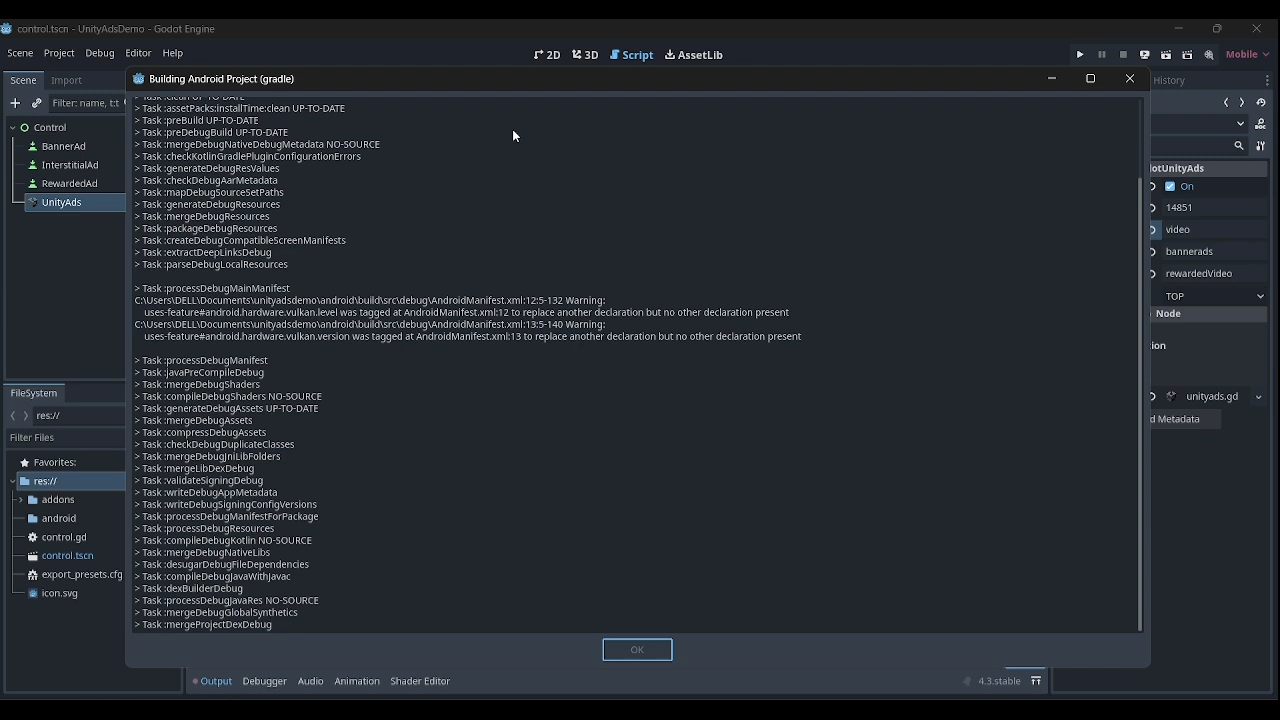 control.tscn - UnityAdsDemo - Godot Engine
Scene Project Debug Editor Help
2D 3D Script AssetLib
Mobile
Scene Import
Building Android Project (gradle)
History
Filter: name, t:t
Control
BannerAd
InterstitialAd
RewardedAd
UnityAds
> Task :clean UP-TO-DATE
> Task :assetPacks:installTime:clean UP-TO-DATE
> Task :preBuild UP-TO-DATE
> Task :preDebugBuild UP-TO-DATE
> Task :mergeDebugNativeDebugMetadata NO-SOURCE
> Task :checkKotlinGradlePluginConfigurationErrors
> Task :generateDebugResValues
> Task :checkDebugAarMetadata
> Task :mapDebugSourceSetPaths
> Task :generateDebugResources
> Task :mergeDebugResources
> Task :packageDebugResources
> Task :createDebugCompatibleScreenManifests
> Task :extractDeepLinksDebug
> Task :parseDebugLocalResources
> Task :processDebugMainManifest
C:\Users\DELL\Documents\unityadsdemo\android\build\src\debug\AndroidManifest.xml:12:5-132 Warning:
uses-feature#android.hardware.vulkan.level was tagged at AndroidManifest.xml:12 to replace another declaration but no other declaration present
C:\Users\DELL\Documents\unityadsdemo\android\build\src\debug\AndroidManifest.xml:13:5-140 Warning:
uses-feature#android.hardware.vulkan.version was tagged at AndroidManifest.xml:13 to replace another declaration but no other declaration present
> Task :processDebugManifest
> Task :javaPreCompileDebug
> Task :mergeDebugShaders
> Task :compileDebugShaders NO-SOURCE
> Task :generateDebugAssets UP-TO-DATE
> Task :mergeDebugAssets
> Task :compressDebugAssets
> Task :checkDebugDuplicateClasses
> Task :mergeDebugJniLibFolders
> Task :mergeLibDexDebug
> Task :validateSigningDebug
> Task :writeDebugAppMetadata
> Task :writeDebugSigningConfigVersions
> Task :processDebugManifestForPackage
> Task :processDebugResources
> Task :compileDebugKotlin NO-SOURCE
> Task :mergeDebugNativeLibs
> Task :desugarDebugFileDependencies
> Task :compileDebugJavaWithJavac
> Task :dexBuilderDebug
> Task :processDebugJavaRes NO-SOURCE
> Task :mergeDebugGlobalSynthetics
> Task :mergeProjectDexDebug
OK
dotUnityAds
On
14851
video
bannerads
rewardedVideo
TOP
Node
tion
unityads.gd
d Metadata
FileSystem
res://
Filter Files
Favorites:
res://
addons
android
control.gd
control.tscn
export_presets.cfg
icon.svg
Output Debugger Audio Animation Shader Editor
4.3.stable